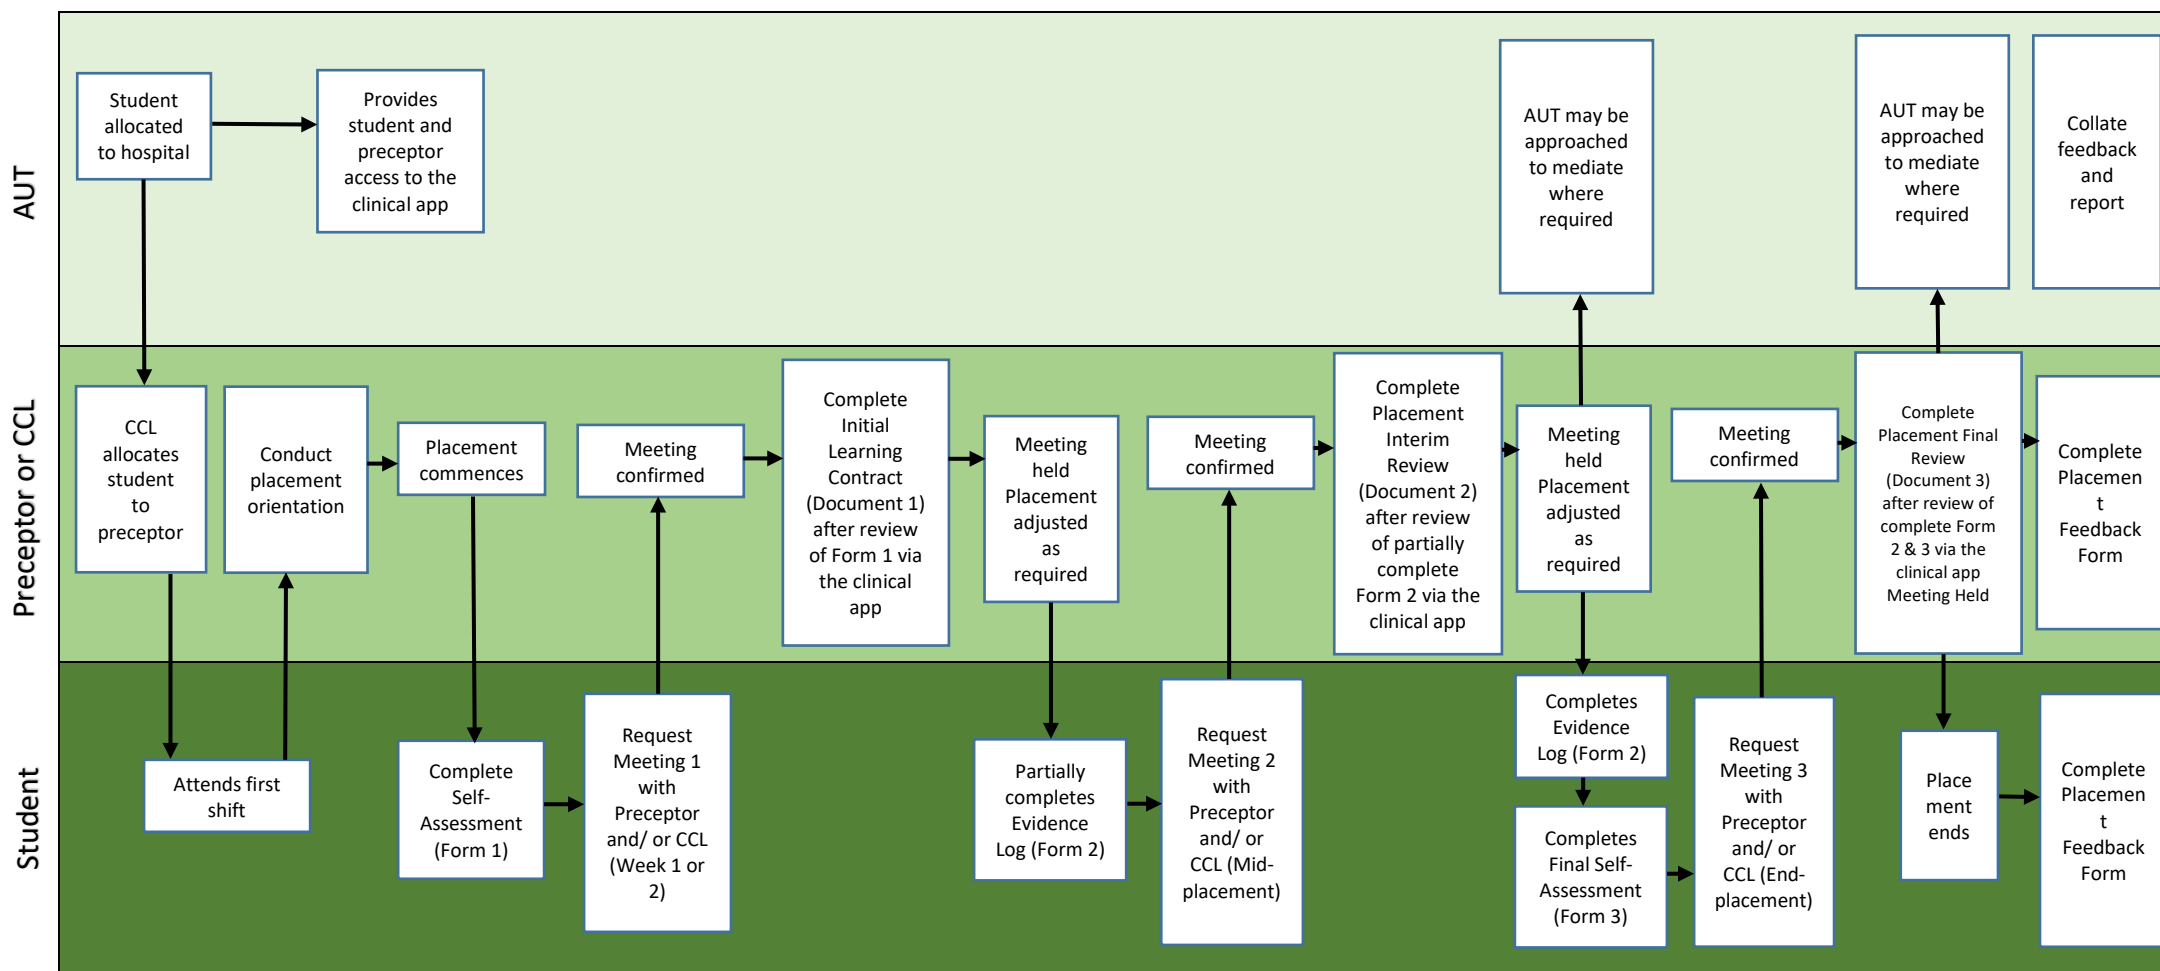 AUT
Student
allocated
to hospital
Provides
student and
preceptor
access to the
clinical app
AUT may be
approached
to mediate
where
required
AUT may be
approached
to mediate
where
required
Collate
feedback
and
report
Preceptor or CCL
CCL
allocates
student
to
preceptor
Conduct
placement
orientation
Placement
commences
Meeting
confirmed
Complete
Initial
Learning
Contract
(Document 1)
after review
of Form 1 via
the clinical
app
Meeting
held
Placement
adjusted
as
required
Meeting
confirmed
Complete
Placement
Interim
Review
(Document 2)
after review
of partially
complete
Form 2 via the
clinical app
Meeting
held
Placement
adjusted
as
required
Meeting
confirmed
Complete
Placement Final
Review
(Document 3)
after review of
complete Form
2 & 3 via the
clinical app
Meeting Held
Complete
Placemen
t
Feedback
Form
Student
Attends first
shift
Complete
Self-
Assessment
(Form 1)
Request
Meeting 1
with
Preceptor
and/ or CCL
(Week 1 or
2)
Partially
completes
Evidence
Log (Form 2)
Request
Meeting 2
with
Preceptor
and/ or
CCL (Mid-
placement)
Completes
Evidence
Log (Form 2)
Completes
Final Self-
Assessment
(Form 3)
Request
Meeting 3
with
Preceptor
and/ or
CCL (End-
placement)
Place
ment
ends
Complete
Placemen
t
Feedback
Form